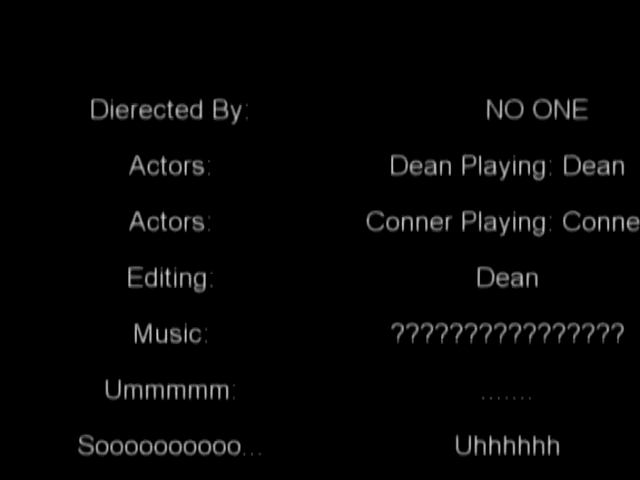 Dierected By: NO ONE
Actors: Dean Playing: Dean
Actors: Conner Playing: Conne
Editing: Dean
Music: ????????????????
Ummmmm: .......
Soooooooooo... Uhhhhhh